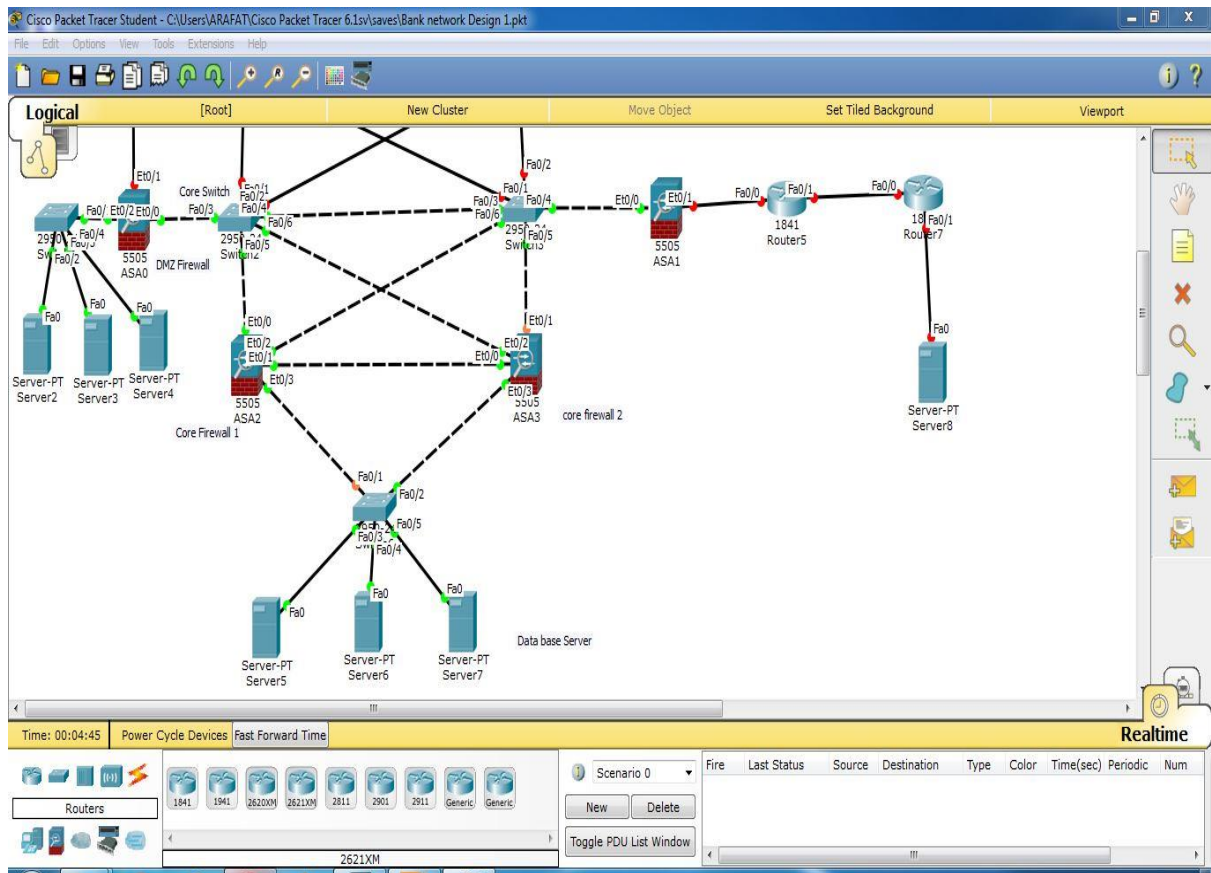 Cisco Packet Tracer Student - C:\Users\ARAFAT\Cisco Packet Tracer 6.1sv\saves\Bank network Design 1.pkt
X
File Edit Options View Tools Extensions Help
i ?
Logical [Root] New Cluster Move Object Set Tiled Background Viewport
Et0/1
Fa0/2
Core Switch Fa0/1
Fa0/2
Fa0/1
Fa0/ Et0/2 Et0/0 Fa0/3 Fa0/4
Fa0/3 Fa0/4 Et0/0 Et0/1 Fa0/0 Fa0/1 Fa0/0
Fa0/4
Fa0/6
Fa0/6
Fa0/1
Fa0/5
Fa0/5
Fa0/2
5505
ASA0
DMZ Firewall
5505
ASA1
1841
Router5
Router7
Fa0
Fa0
Fa0
Fa0
Et0/0
Et0/1
Et0/2
Et0/1
Et0/2
Et0/0
Server-PT
Server2
Server-PT
Server3
Server-PT
Server4
Et0/3
Et0/3
5505
ASA2
5505
ASA3
Core Firewall 1
core firewall 2
Server-PT
Server8
Fa0/1
Fa0/2
Fa0/3
Fa0/5
Fa0/4
Fa0
Fa0
Fa0
Data base Server
Server-PT
Server5
Server-PT
Server6
Server-PT
Server7
Time: 00:04:45 Power Cycle Devices Fast Forward Time Realtime
Routers
1841 1941 2620XM 2621XM 2811 2901 2911 Generic Generic
2621XM
Scenario 0
New Delete
Toggle PDU List Window
Fire Last Status Source Destination Type Color Time(sec) Periodic Num